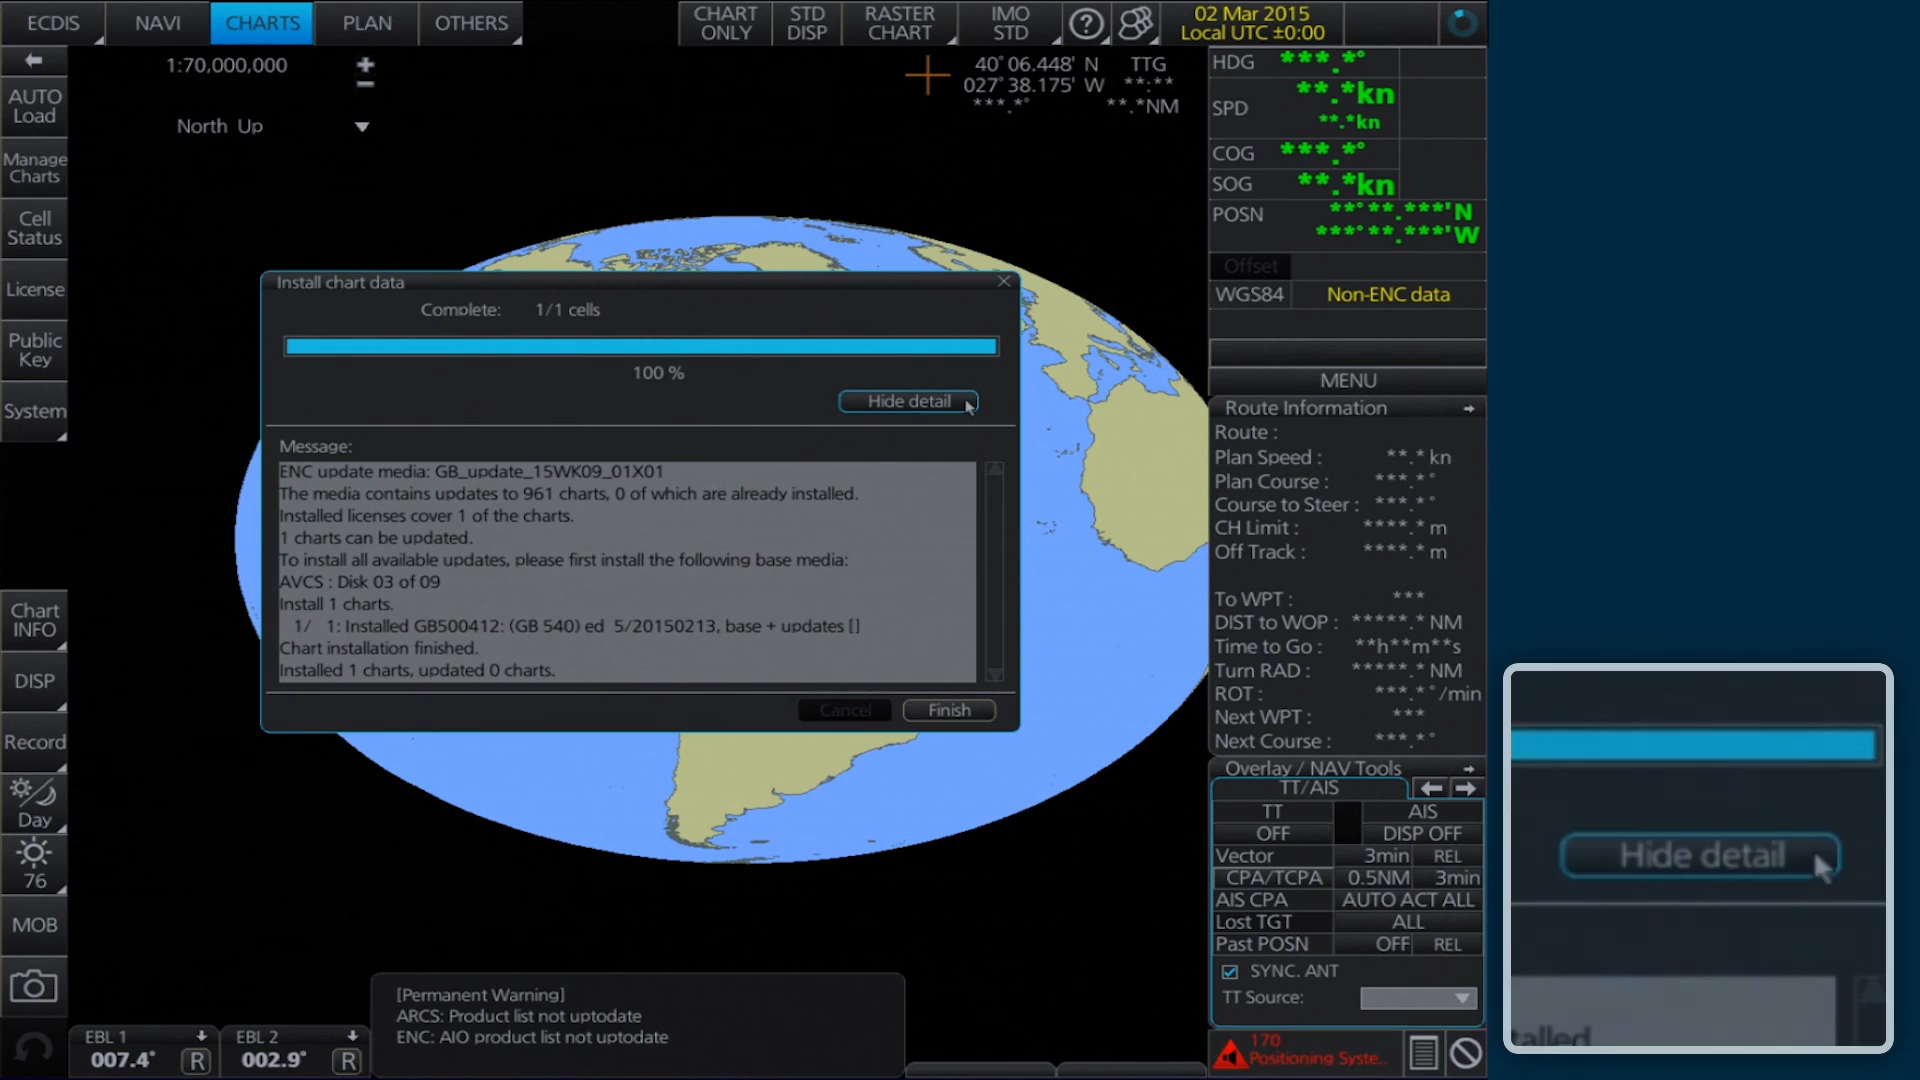 ECDIS NAVI CHARTS PLAN OTHERS
CHART ONLY
STD DISP
RASTER CHART
IMO STD
?
02 Mar 2015
Local UTC ±0:00
1:70,000,000
North Up
40° 06.448' N
027° 38.175' W
***.*°
TTG
**:**
**.*NM
AUTO Load
Manage Charts
Cell Status
License
Public Key
System
Chart INFO
DISP
Record
Day
76
MOB
Install chart data
Complete: 1/1 cells
100 %
Hide detail
Message:
ENC update media: GB_update_15WK09_01X01
The media contains updates to 961 charts, 0 of which are already installed.
Installed licenses cover 1 of the charts.
1 charts can be updated.
To install all available updates, please first install the following base media:
AVCS : Disk 03 of 09
Install 1 charts.
1/ 1: Installed GB500412: (GB 540) ed 5/20150213, base + updates []
Chart installation finished.
Installed 1 charts, updated 0 charts.
Cancel Finish
[Permanent Warning]
ARCS: Product list not uptodate
ENC: AIO product list not uptodate
EBL 1
007.4° R
EBL 2
002.9° R
HDG ***.*°
SPD **.*kn
**.*kn
COG ***.*°
SOG **.*kn
POSN **°**.***'N
***°**.***'W
Offset
WGS84 Non-ENC data
MENU
Route Information
Route :
Plan Speed : **.* kn
Plan Course : ***.*°
Course to Steer : ***.*°
CH Limit : ****.* m
Off Track : ****.* m
To WPT : ***
DIST to WOP : *****.* NM
Time to Go : **h**m**s
Turn RAD : *****.* NM
ROT : ***.*°/min
Next WPT : ***
Next Course : ***.*°
Overlay / NAV Tools
TT/AIS
TT AIS
OFF DISP OFF
Vector 3min REL
CPA/TCPA 0.5NM 3min
AIS CPA AUTO ACT ALL
Lost TGT ALL
Past POSN OFF REL
SYNC. ANT
TT Source:
170
Positioning Syste..
Hide detail
talled